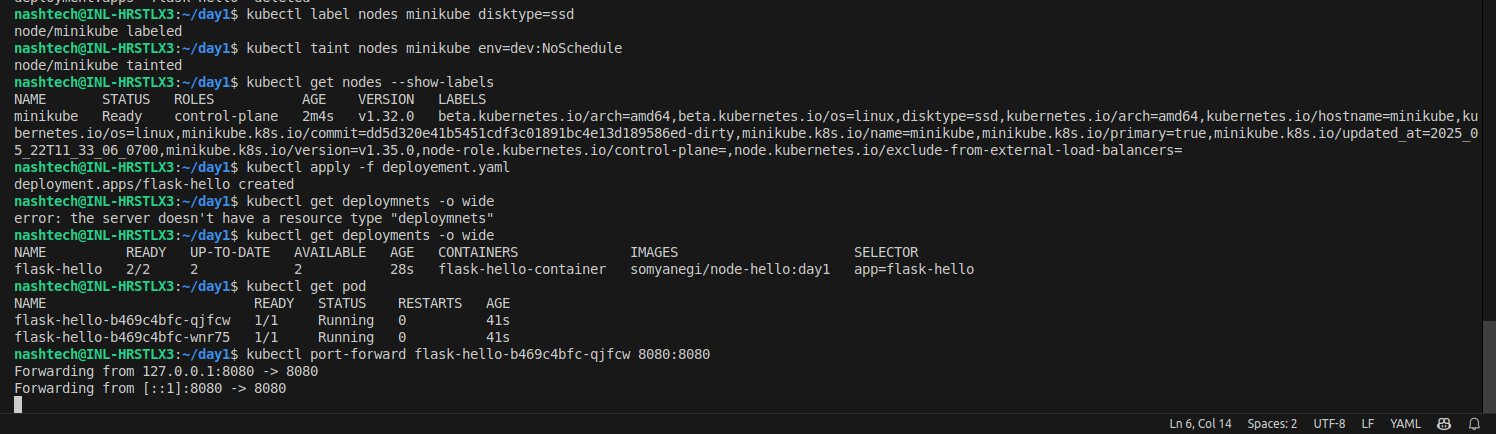 deployment.apps "flask-hello" deleted
nashtech@INL-HRSTLX3:~/day1$ kubectl label nodes minikube disktype=ssd
node/minikube labeled
nashtech@INL-HRSTLX3:~/day1$ kubectl taint nodes minikube env=dev:NoSchedule
node/minikube tainted
nashtech@INL-HRSTLX3:~/day1$ kubectl get nodes --show-labels
NAME       STATUS   ROLES           AGE    VERSION   LABELS
minikube   Ready    control-plane   2m4s   v1.32.0   beta.kubernetes.io/arch=amd64,beta.kubernetes.io/os=linux,disktype=ssd,kubernetes.io/arch=amd64,kubernetes.io/hostname=minikube,ku
bernetes.io/os=linux,minikube.k8s.io/commit=dd5d320e41b5451cdf3c01891bc4e13d189586ed-dirty,minikube.k8s.io/name=minikube,minikube.k8s.io/primary=true,minikube.k8s.io/updated_at=2025_0
5_22T11_33_06_0700,minikube.k8s.io/version=v1.35.0,node-role.kubernetes.io/control-plane=,node.kubernetes.io/exclude-from-external-load-balancers=
nashtech@INL-HRSTLX3:~/day1$ kubectl apply -f deployement.yaml
deployment.apps/flask-hello created
nashtech@INL-HRSTLX3:~/day1$ kubectl get deploymnets -o wide
error: the server doesn't have a resource type "deploymnets"
nashtech@INL-HRSTLX3:~/day1$ kubectl get deployments -o wide
NAME          READY   UP-TO-DATE   AVAILABLE   AGE   CONTAINERS              IMAGES                      SELECTOR
flask-hello   2/2     2            2           28s   flask-hello-container   somyanegi/node-hello:day1   app=flask-hello
nashtech@INL-HRSTLX3:~/day1$ kubectl get pod
NAME                          READY   STATUS    RESTARTS   AGE
flask-hello-b469c4bfc-qjfcw   1/1     Running   0          41s
flask-hello-b469c4bfc-wnr75   1/1     Running   0          41s
nashtech@INL-HRSTLX3:~/day1$ kubectl port-forward flask-hello-b469c4bfc-qjfcw 8080:8080
Forwarding from 127.0.0.1:8080 -> 8080
Forwarding from [::1]:8080 -> 8080
Ln 6, Col 14   Spaces: 2   UTF-8   LF   YAML